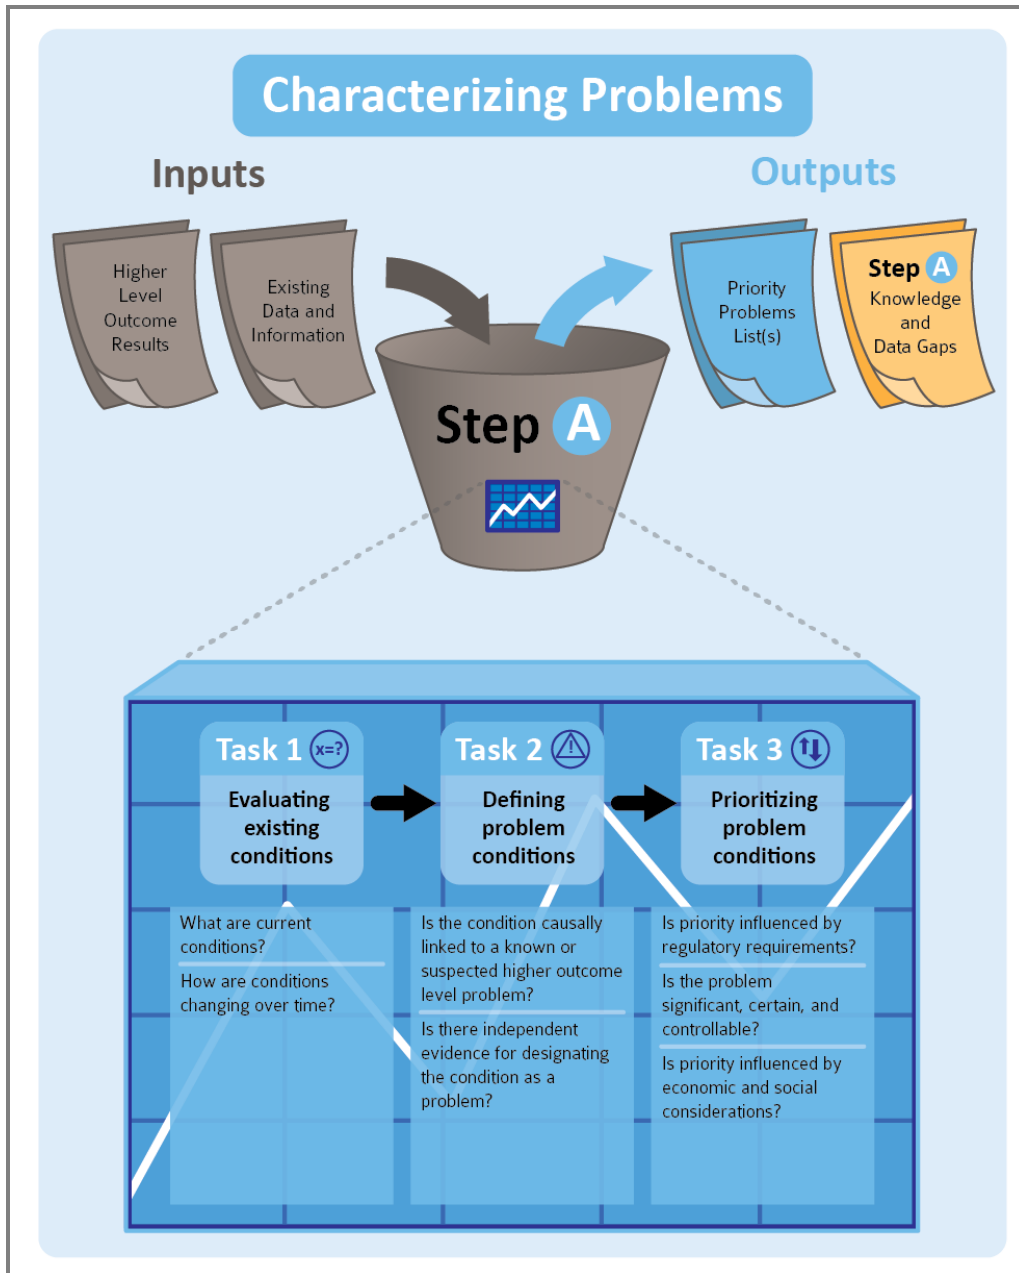 Characterizing Problems
Inputs
Outputs
Higher
Level
Outcome
Results
Existing
Data and
Information
Priority
Problems
List(s)
Step A
Knowledge
and
Data Gaps
Step A
Task 1 x=?
Evaluating
existing
conditions
Task 2 !
Defining
problem
conditions
Task 3
Prioritizing
problem
conditions
What are current
conditions?
How are conditions
changing over time?
Is the condition causally
linked to a known or
suspected higher outcome
level problem?
Is there independent
evidence for designating
the condition as a
problem?
Is priority influenced by
regulatory requirements?
Is the problem
significant, certain, and
controllable?
Is priority influenced by
economic and social
considerations?